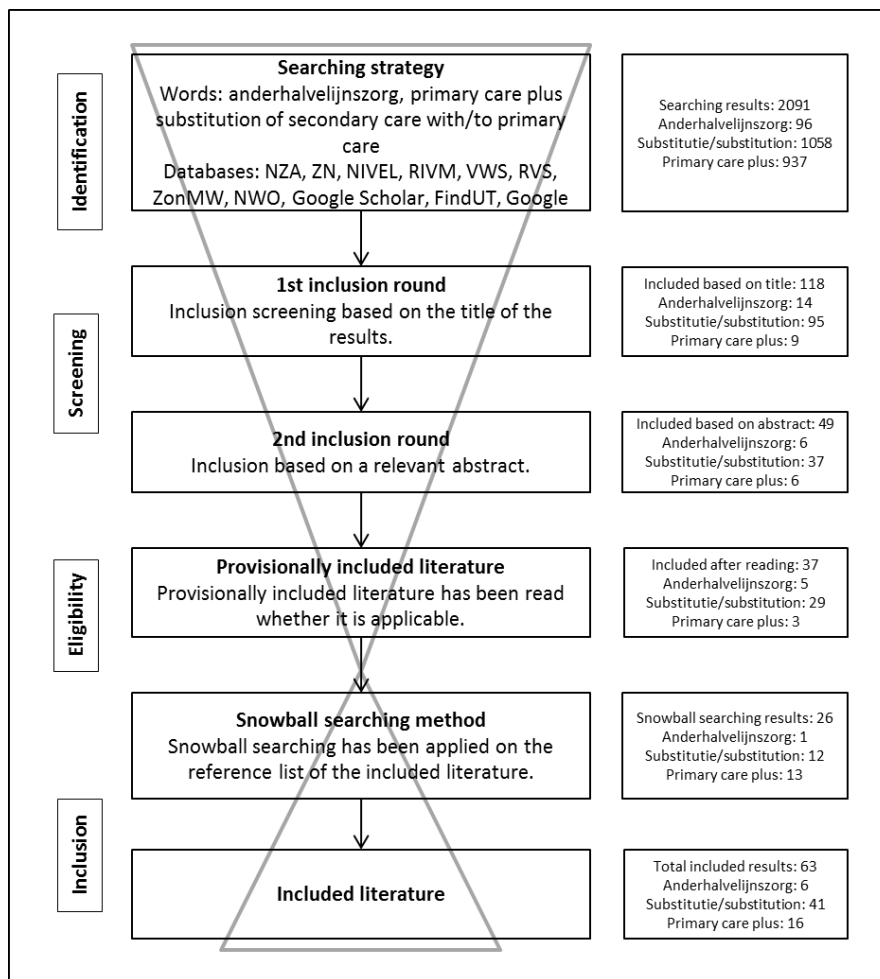 Identification
Searching strategy
Words: anderhalvelijnszorg, primary care plus
substitution of secondary care with/to primary
care
Databases: NZA, ZN, NIVEL, RIVM, VWS, RVS,
ZonMW, NWO, Google Scholar, FindUT, Google
Searching results: 2091
Anderhalvelijnszorg: 96
Substitutie/substitution: 1058
Primary care plus: 937
Screening
1st inclusion round
Inclusion screening based on the title of the
results.
Included based on title: 118
Anderhalvelijnszorg: 14
Substitutie/substitution: 95
Primary care plus: 9
2nd inclusion round
Inclusion based on a relevant abstract.
Included based on abstract: 49
Anderhalvelijnszorg: 6
Substitutie/substitution: 37
Primary care plus: 6
Eligibility
Provisionally included literature
Provisionally included literature has been read
whether it is applicable.
Included after reading: 37
Anderhalvelijnszorg: 5
Substitutie/substitution: 29
Primary care plus: 3
Snowball searching method
Snowball searching has been applied on the
reference list of the included literature.
Snowball searching results: 26
Anderhalvelijnszorg: 1
Substitutie/substitution: 12
Primary care plus: 13
Inclusion
Included literature
Total included results: 63
Anderhalvelijnszorg: 6
Substitutie/substitution: 41
Primary care plus: 16